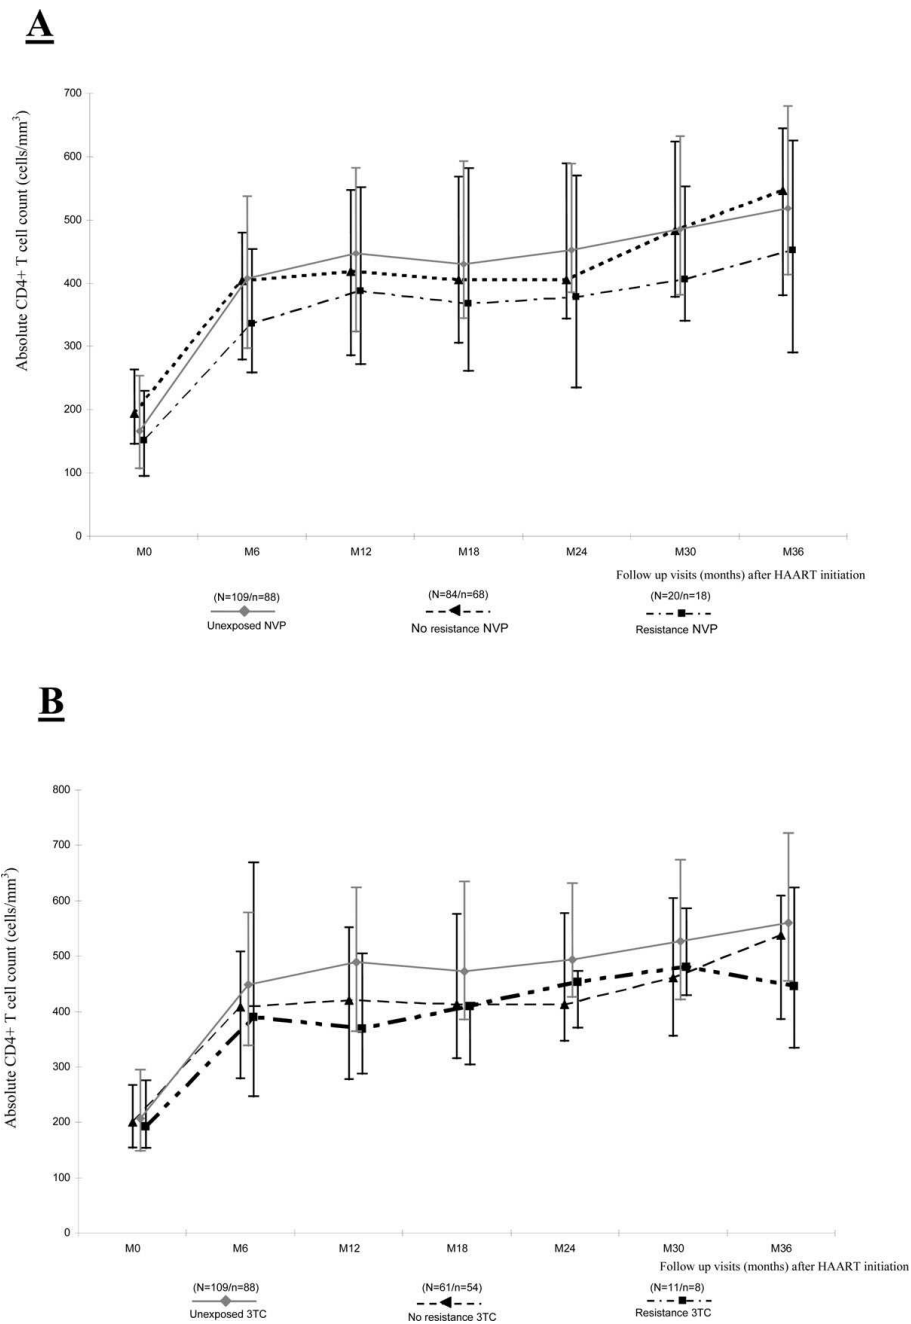 A
Absolute CD4+ T cell count (cells/mm³)
700
600
500
400
300
200
100
0
M0 M6 M12 M18 M24 M30 M36
Follow up visits (months) after HAART initiation
(N=109/n=88) (N=84/n=68) (N=20/n=18)
Unexposed NVP No resistance NVP Resistance NVP
B
Absolute CD4+ T cell count (cells/mm³)
800
700
600
500
400
300
200
100
0
M0 M6 M12 M18 M24 M30 M36
Follow up visits (months) after HAART initiation
(N=109/n=88) (N=61/n=54) (N=11/n=8)
Unexposed 3TC No resistance 3TC Resistance 3TC